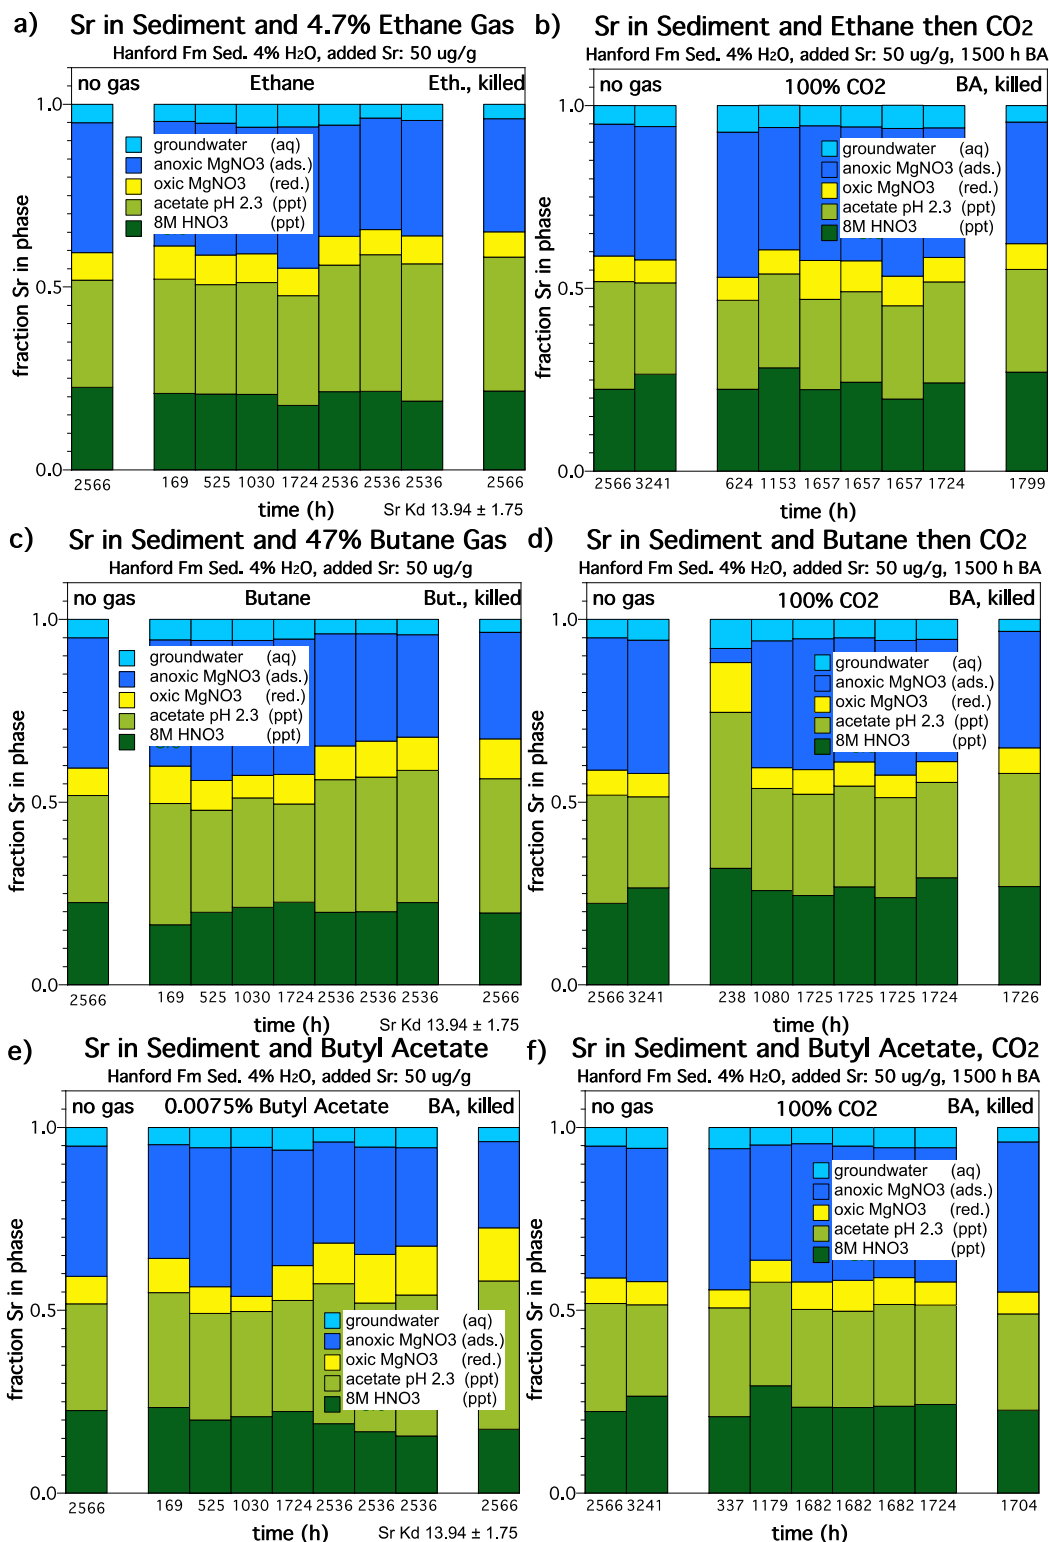 a) Sr in Sediment and 4.7% Ethane Gas
Hanford Fm Sed. 4% H2O, added Sr: 50 ug/g
no gas Ethane Eth., killed
1.0
groundwater (aq)
anoxic MgNO3 (ads.)
oxic MgNO3 (red.)
acetate pH 2.3 (ppt)
8M HNO3 (ppt)
fraction Sr in phase
0.5
0.0
2566 169 525 1030 1724 2536 2536 2536 2566
time (h) Sr Kd 13.94 ± 1.75
b) Sr in Sediment and Ethane then CO2
Hanford Fm Sed. 4% H2O, added Sr: 50 ug/g, 1500 h BA
no gas 100% CO2 BA, killed
1.0
groundwater (aq)
anoxic MgNO3 (ads.)
oxic MgNO3 (red.)
acetate pH 2.3 (ppt)
8M HNO3 (ppt)
fraction Sr in phase
0.5
0.0
2566 3241 624 1153 1657 1657 1657 1724 1799
time (h)
c) Sr in Sediment and 47% Butane Gas
Hanford Fm Sed. 4% H2O, added Sr: 50 ug/g
no gas Butane But., killed
1.0
groundwater (aq)
anoxic MgNO3 (ads.)
oxic MgNO3 (red.)
acetate pH 2.3 (ppt)
8M HNO3 (ppt)
fraction Sr in phase
0.5
0.0
2566 169 525 1030 1724 2536 2536 2536 2566
time (h) Sr Kd 13.94 ± 1.75
d) Sr in Sediment and Butane then CO2
Hanford Fm Sed. 4% H2O, added Sr: 50 ug/g, 1500 h BA
no gas 100% CO2 BA, killed
1.0
groundwater (aq)
anoxic MgNO3 (ads.)
oxic MgNO3 (red.)
acetate pH 2.3 (ppt)
8M HNO3 (ppt)
fraction Sr in phase
0.5
0.0
2566 3241 238 1080 1725 1725 1725 1724 1726
time (h)
e) Sr in Sediment and Butyl Acetate
Hanford Fm Sed. 4% H2O, added Sr: 50 ug/g
no gas 0.0075% Butyl Acetate BA, killed
1.0
groundwater (aq)
anoxic MgNO3 (ads.)
oxic MgNO3 (red.)
acetate pH 2.3 (ppt)
8M HNO3 (ppt)
fraction Sr in phase
0.5
0.0
2566 169 525 1030 1724 2536 2536 2536 2566
time (h) Sr Kd 13.94 ± 1.75
f) Sr in Sediment and Butyl Acetate, CO2
Hanford Fm Sed. 4% H2O, added Sr: 50 ug/g, 1500 h BA
no gas 100% CO2 BA, killed
1.0
groundwater (aq)
anoxic MgNO3 (ads.)
oxic MgNO3 (red.)
acetate pH 2.3 (ppt)
8M HNO3 (ppt)
fraction Sr in phase
0.5
0.0
2566 3241 337 1179 1682 1682 1682 1724 1704
time (h)